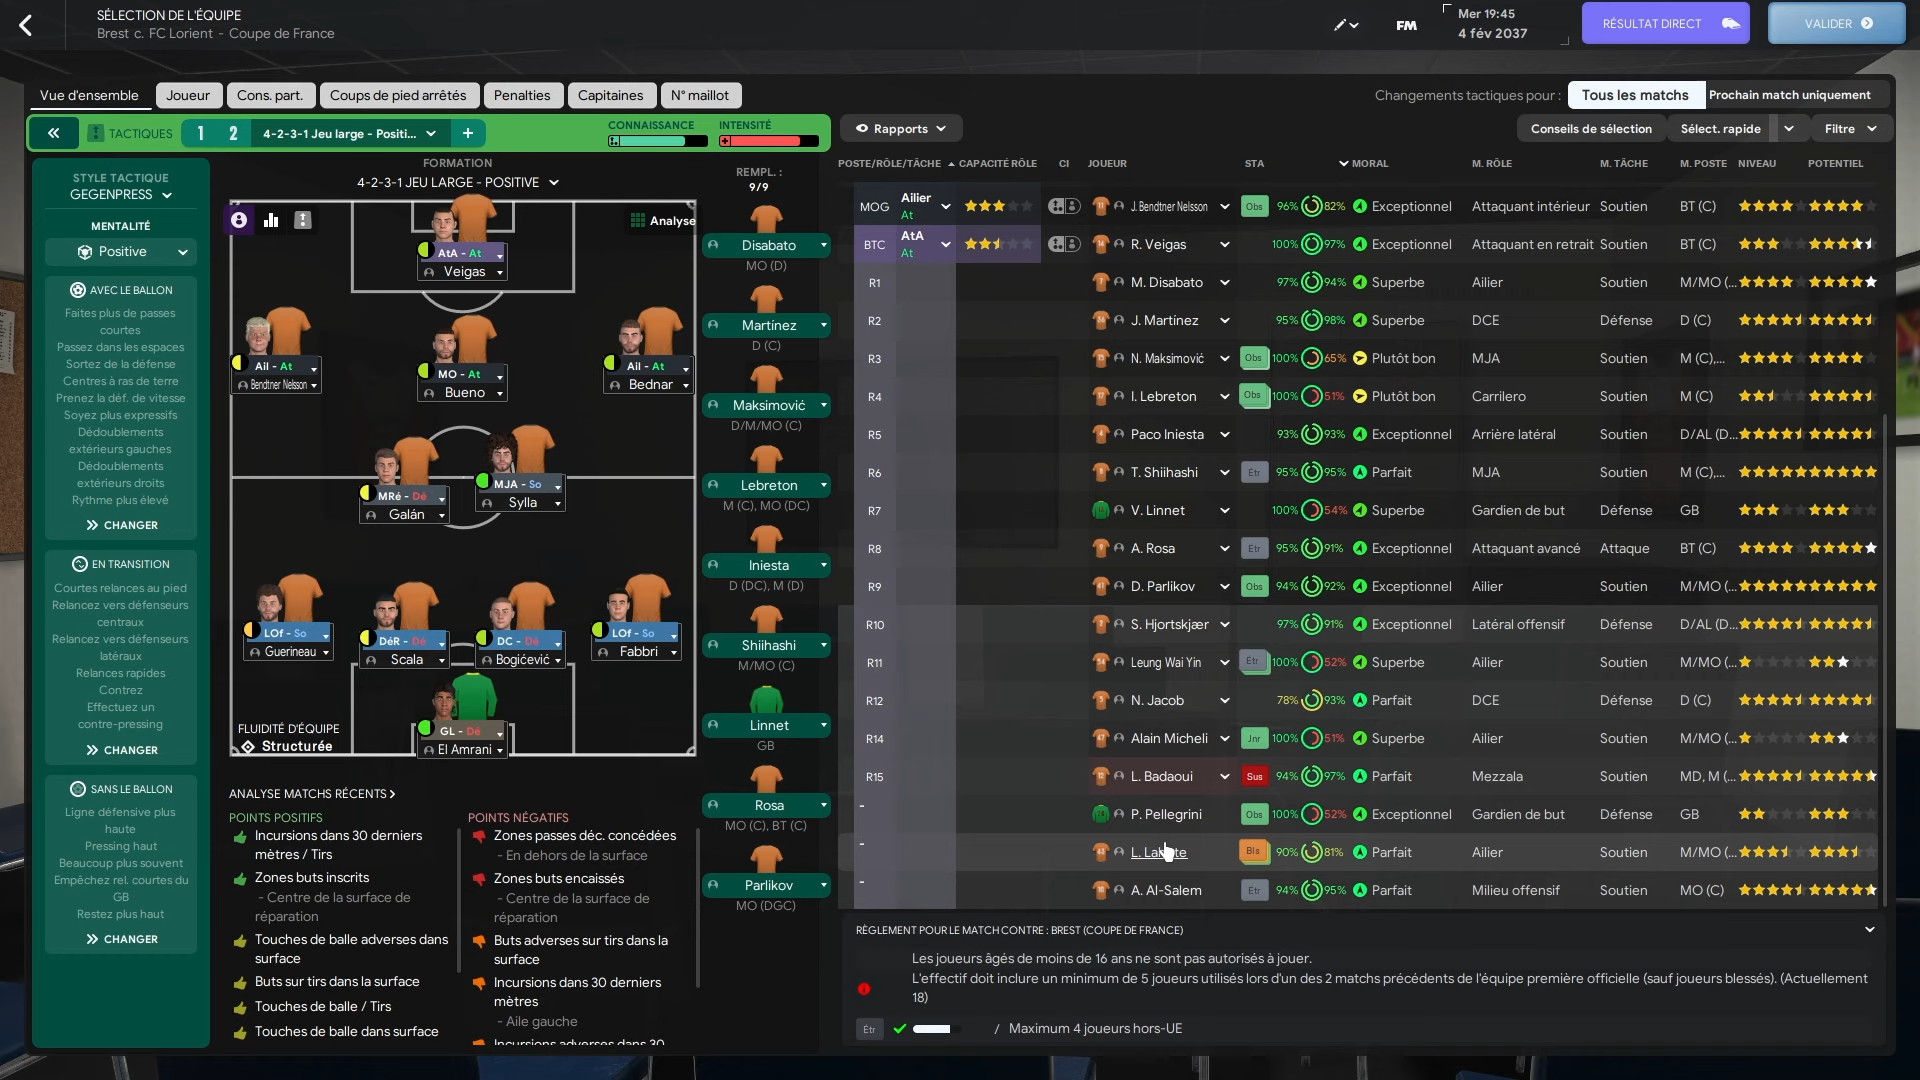 SÉLECTION DE L'ÉQUIPE
Brest c. FC Lorient - Coupe de France
FM
Mer 19:45
4 fév 2037
RÉSULTAT DIRECT
VALIDER
Vue d'ensemble
Joueur
Cons. part.
Coups de pied arrêtés
Penalties
Capitaines
N° maillot
Changements tactiques pour :
Tous les matchs
Prochain match uniquement
TACTIQUES
1
2
4-2-3-1 Jeu large - Positi...
CONNAISSANCE
INTENSITÉ
Rapports
Conseils de sélection
Sélect. rapide
Filtre
STYLE TACTIQUE
GEGENPRESS
MENTALITÉ
Positive
AVEC LE BALLON
Faites plus de passes
courtes
Passez dans les espaces
Sortez de la défense
Centres à ras de terre
Prenez la déf. de vitesse
Soyez plus expressifs
Dédoublements
extérieurs gauches
Dédoublements
extérieurs droits
Rythme plus élevé
CHANGER
EN TRANSITION
Courtes relances au pied
Relancez vers défenseurs
centraux
Relancez vers défenseurs
latéraux
Relances rapides
Contrez
Effectuez un
contre-pressing
CHANGER
SANS LE BALLON
Ligne défensive plus
haute
Pressing haut
Beaucoup plus souvent
Empêchez rel. courtes du
GB
Restez plus haut
CHANGER
FORMATION
4-2-3-1 JEU LARGE - POSITIVE
Analyse
AtA - At
Veigas
Ail - At
Bendtner Nelsson
MO - At
Bueno
Ail - At
Bednar
MRé - Dé
Galán
MJA - So
Sylla
LOf - So
Guerineau
DéR - Dé
Scala
DC - Dé
Bogićević
LOf - So
Fabbri
GL - Dé
El Amrani
FLUIDITÉ D'ÉQUIPE
Structurée
REMPL. :
9/9
Disabato
MO (D)
Martínez
D (C)
Maksimović
D/M/MO (C)
Lebreton
M (C), MO (DC)
Iniesta
D (DC), M (D)
Shiihashi
M/MO (C)
Linnet
GB
Rosa
MO (C), BT (C)
Parlikov
MO (DGC)
ANALYSE MATCHS RÉCENTS
POINTS POSITIFS
Incursions dans 30 derniers
mètres / Tirs
Zones buts inscrits
- Centre de la surface de
réparation
Touches de balle adverses dans
surface
Buts sur tirs dans la surface
Touches de balle / Tirs
Touches de balle dans surface
POINTS NÉGATIFS
Zones passes déc. concédées
- En dehors de la surface
Zones buts encaissés
- Centre de la surface de
réparation
Buts adverses sur tirs dans la
surface
Incursions dans 30 derniers
mètres
- Aile gauche
Incursions adverses dans 30
POSTE/RÔLE/TÂCHE CAPACITÉ RÔLE CI JOUEUR STA MORAL M. RÔLE M. TÂCHE M. POSTE NIVEAU POTENTIEL
MOG Ailier At J. Bendtner Nelsson Obs 96% 82% Exceptionnel Attaquant intérieur Soutien BT (C)
BTC AtA At R. Veigas 100% 97% Exceptionnel Attaquant en retrait Soutien BT (C)
R1 M. Disabato 97% 94% Superbe Ailier Soutien M/MO (...
R2 J. Martínez 95% 98% Superbe DCE Défense D (C)
R3 N. Maksimović Obs 100% 65% Plutôt bon MJA Soutien M (C),...
R4 I. Lebreton Obs 100% 51% Plutôt bon Carrilero Soutien M (C)
R5 Paco Iniesta 93% 93% Exceptionnel Arrière latéral Soutien D/AL (D...
R6 T. Shiihashi Étr 95% 95% Parfait MJA Soutien M (C),...
R7 V. Linnet 100% 54% Superbe Gardien de but Défense GB
R8 A. Rosa Étr 95% 91% Exceptionnel Attaquant avancé Attaque BT (C)
R9 D. Parlikov Obs 94% 92% Exceptionnel Ailier Soutien M/MO (...
R10 S. Hjortskjær 97% 91% Exceptionnel Latéral offensif Défense D/AL (D...
R11 Leung Wai Yin Étr 100% 52% Superbe Ailier Soutien M/MO (...
R12 N. Jacob 78% 93% Parfait DCE Défense D (C)
R14 Alain Micheli Jnr 100% 51% Superbe Ailier Soutien M/MO (...
R15 L. Badaoui Sus 94% 97% Parfait Mezzala Soutien MD, M (...
- P. Pellegrini Obs 100% 52% Exceptionnel Gardien de but Défense GB
- L. Bls 90% 81% Parfait Ailier Soutien M/MO (...
- A. Al-Salem Étr 94% 95% Parfait Milieu offensif Soutien MO (C)
RÈGLEMENT POUR LE MATCH CONTRE : BREST (COUPE DE FRANCE)
Les joueurs âgés de moins de 16 ans ne sont pas autorisés à jouer.
L'effectif doit inclure un minimum de 5 joueurs utilisés lors d'un des 2 matchs précédents de l'équipe première officielle (sauf joueurs blessés). (Actuellement
18)
Étr / Maximum 4 joueurs hors-UE